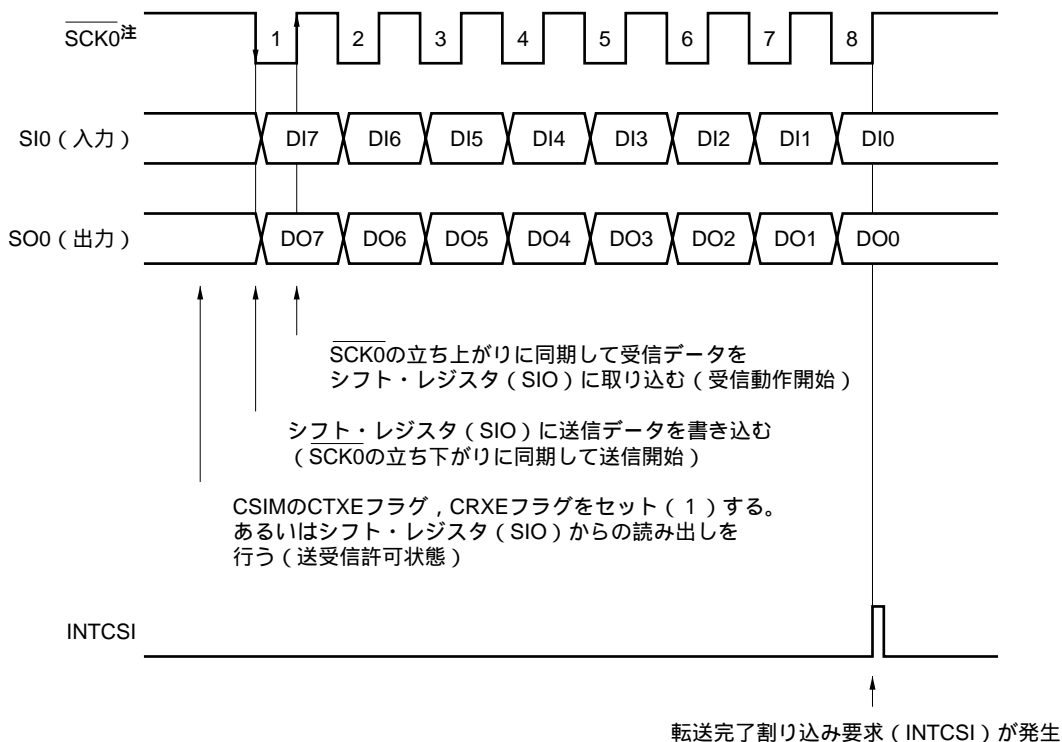 SCK0注
1 2 3 4 5 6 7 8
SI0(入力)
DI7 DI6 DI5 DI4 DI3 DI2 DI1 DI0
SO0(出力)
DO7 DO6 DO5 DO4 DO3 DO2 DO1 DO0
SCK0の立ち上がりに同期して受信データを
シフト・レジスタ(SIO)に取り込む(受信動作開始)
シフト・レジスタ(SIO)に送信データを書き込む
(SCK0の立ち下がりに同期して送信開始)
CSIMのCTXEフラグ,CRXEフラグをセット(1)する。
あるいはシフト・レジスタ(SIO)からの読み出しを
行う(送受信許可状態)
INTCSI
転送完了割り込み要求(INTCSI)が発生